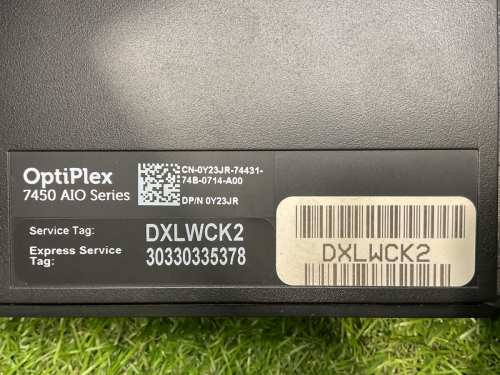 OptiPlex
7450 AIO Series
CN-0Y23JR-74431-
74B-0714-A00
DP/N 0Y23JR
Service Tag:
DXLWCK2
Express Service
Tag:
30330335378
DXLWCK2